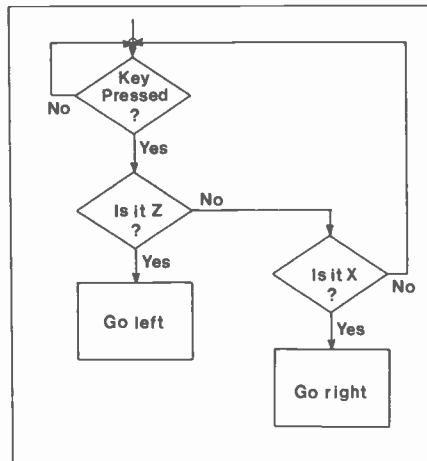 Key
Pressed
?
No
Yes
Is it Z
?
No
Yes
Go left
Is it X
?
No
Yes
Go right